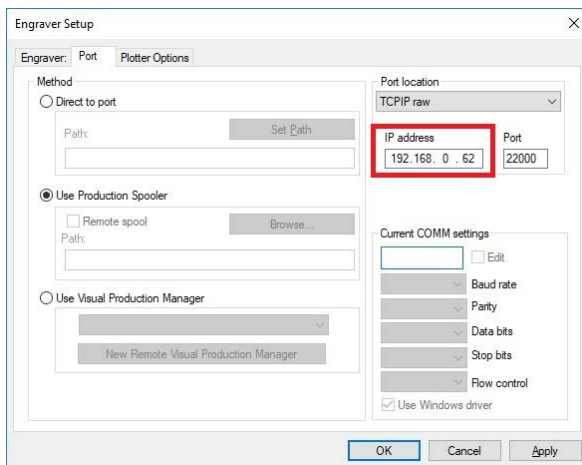 Engraver Setup
Engraver: Port Plotter Options
Method
Direct to port
Path:
Set Path
Use Production Spooler
Remote spool
Browse...
Path:
Use Visual Production Manager
New Remote Visual Production Manager
Port location
TCPIP raw
IP address Port
192.168. 0 . 62 22000
Current COMM settings
Edit
Baud rate
Parity
Data bits
Stop bits
Flow control
Use Windows driver
OK Cancel Apply